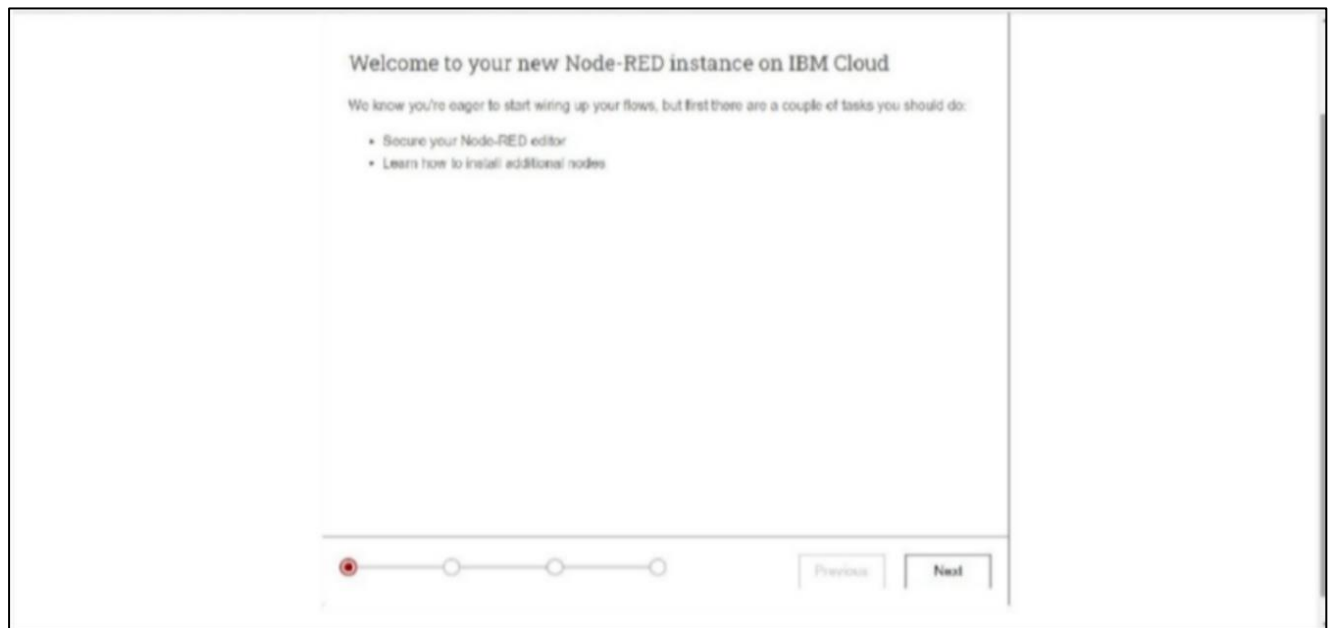 Welcome to your new Node-RED instance on IBM Cloud
We know you're eager to start wiring up your flows, but first there are a couple of tasks you should do:
• Secure your Node-RED editor
• Learn how to install additional nodes
Previous Next